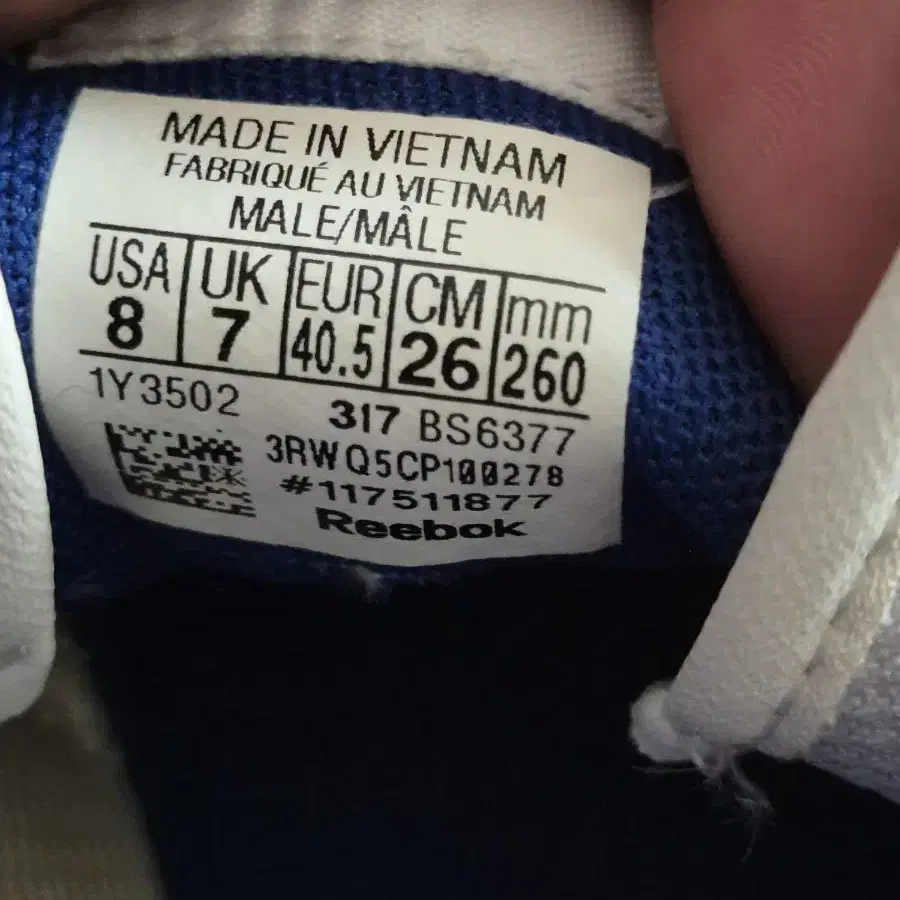 MADE IN VIETNAM
FABRIQUÉ AU VIETNAM
MALE/MÂLE
USA UK EUR CM mm
8 7 40.5 26 260
1Y3502 317 BS6377
3RWQ5CP100278
#117511877
Reebok